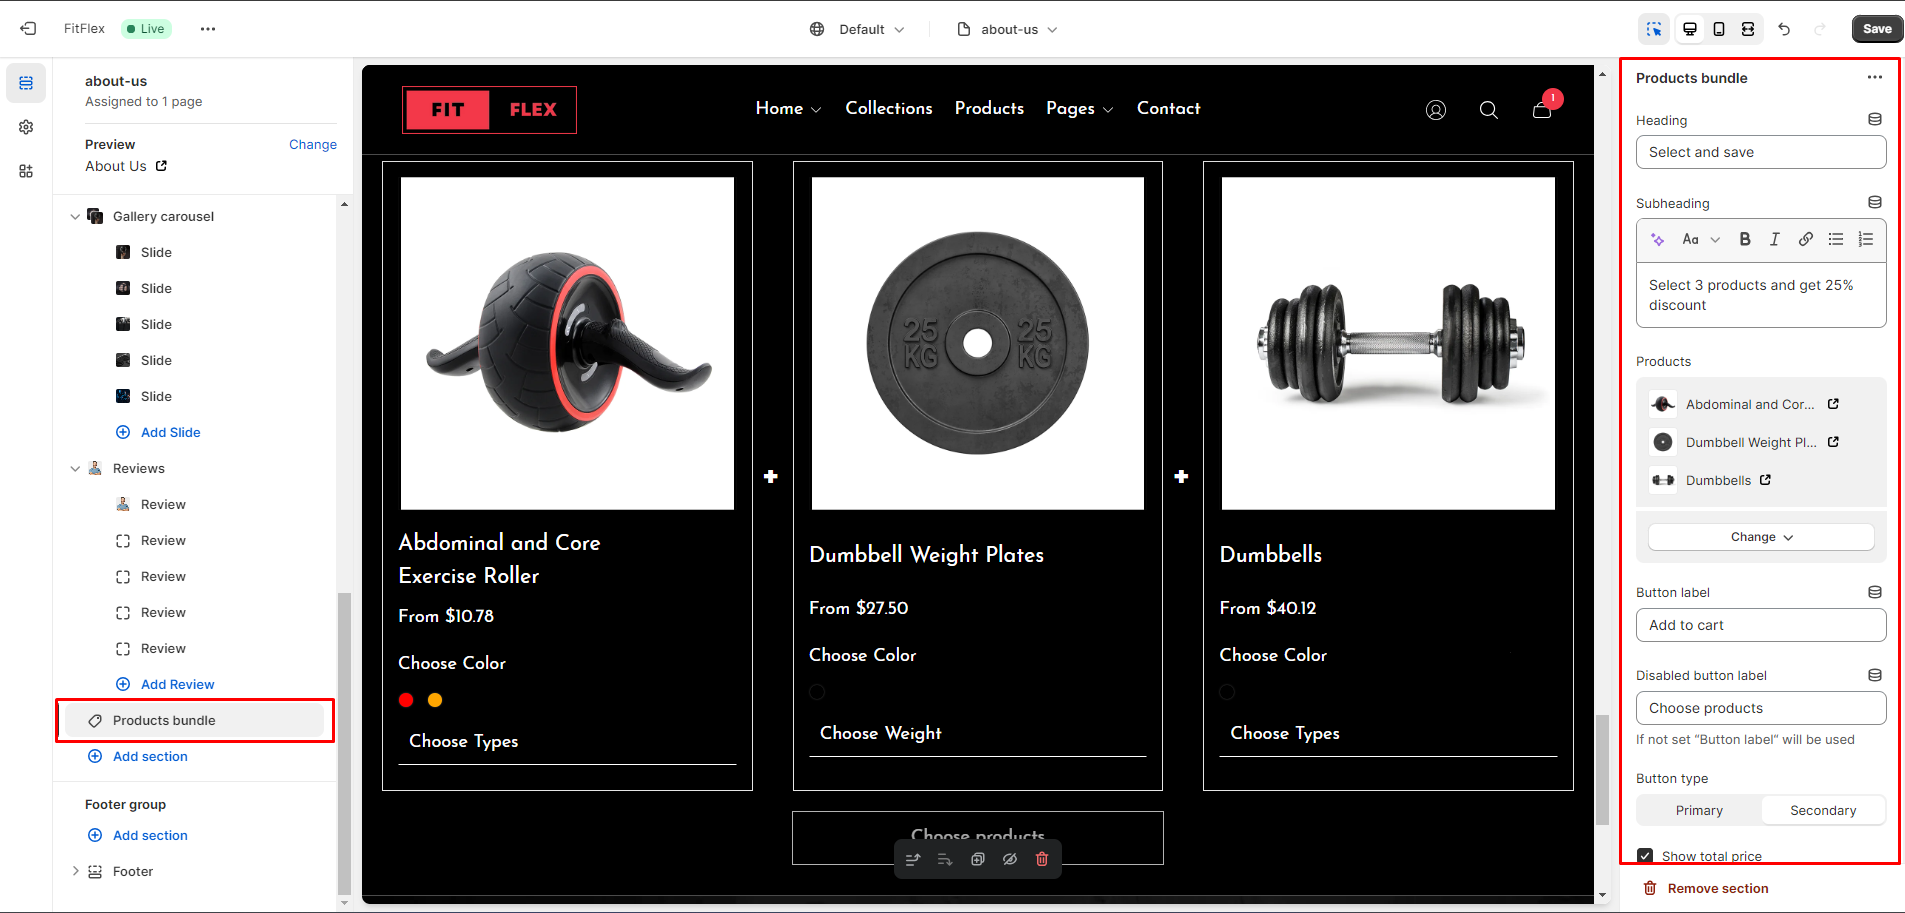 FitFlex
Live
Default
about-us
Save
about-us
Assigned to 1 page
Preview
Change
About Us
Gallery carousel
Slide
Slide
Slide
Slide
Slide
Add Slide
Reviews
Review
Review
Review
Review
Review
Add Review
Products bundle
Add section
Footer group
Add section
Footer
FIT FLEX
Home
Collections
Products
Pages
Contact
1
25 KG
25 KG
Abdominal and Core
Exercise Roller
From $10.78
Choose Color
Choose Types
+
Dumbbell Weight Plates
From $27.50
Choose Color
Choose Weight
+
Dumbbells
From $40.12
Choose Color
Choose Types
Choose products
Products bundle
Heading
Select and save
Subheading
Aa
B
I
Select 3 products and get 25%
discount
Products
Abdominal and Cor...
Dumbbell Weight Pl...
Dumbbells
Change
Button label
Add to cart
Disabled button label
Choose products
If not set "Button label" will be used
Button type
Primary
Secondary
Show total price
Remove section